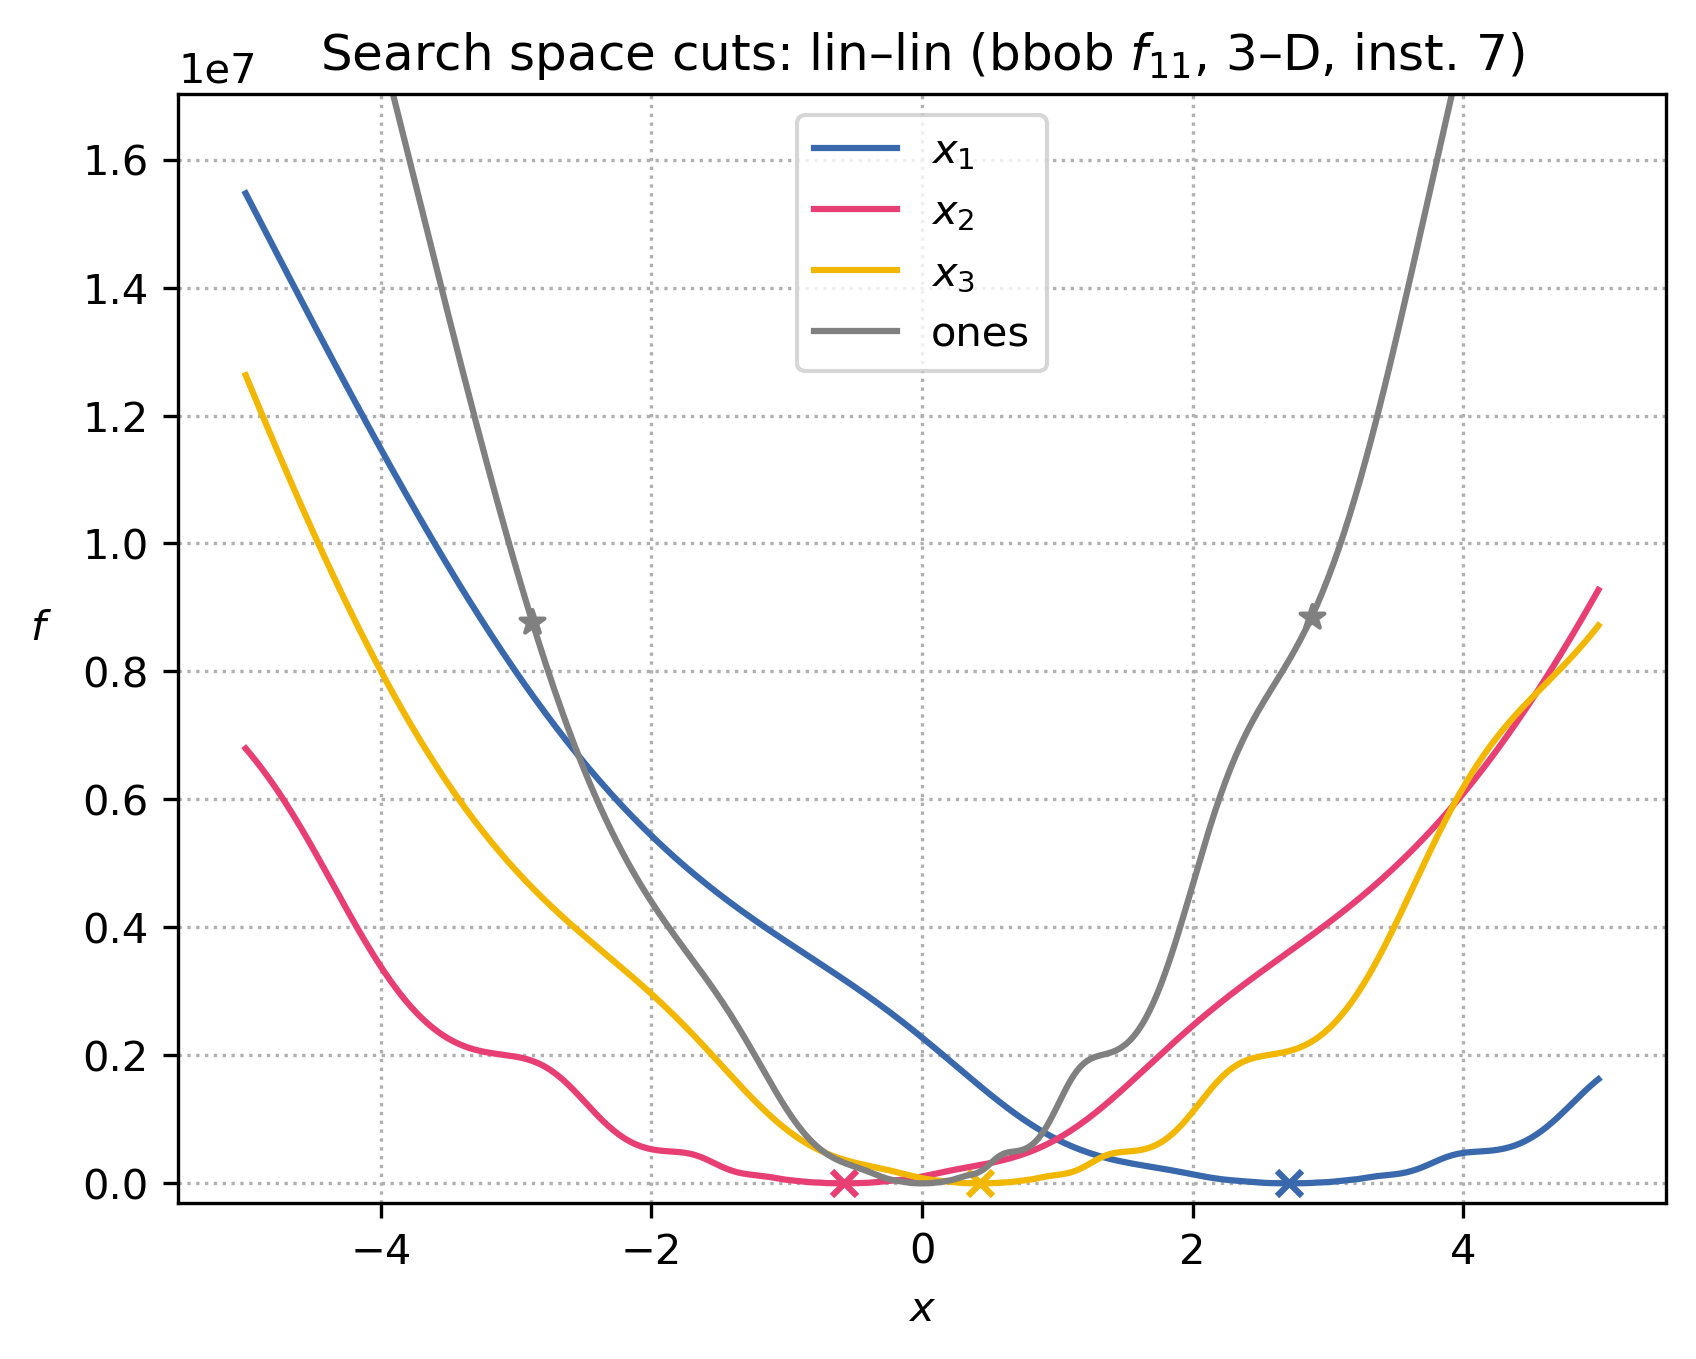 Search space cuts: lin–lin (bbob f₁₁, 3–D, inst. 7)
1e7
x₁
x₂
x₃
ones
1.6
1.4
1.2
1.0
0.8
0.6
0.4
0.2
0.0
f
−4 −2 0 2 4
x